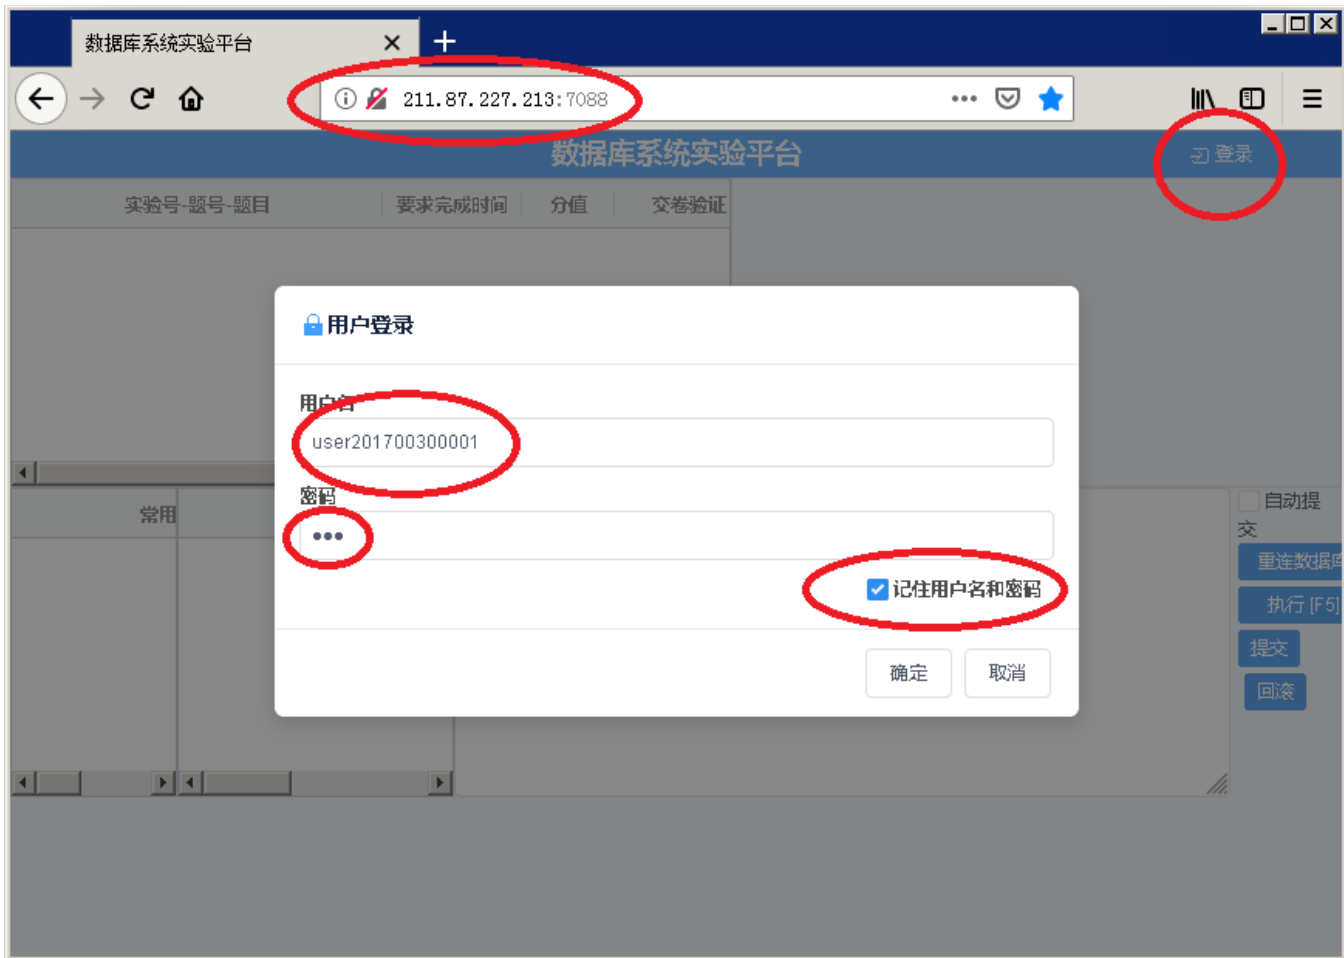 数据库系统实验平台
211.87.227.213:7088
数据库系统实验平台
登录
实验号-题号-题目 要求完成时间 分值 交卷验证
用户登录
用户名
user201700300001
密码
记住用户名和密码
确定 取消
常用
自动提
交
重连数据库
执行 [F5]
提交
回滚